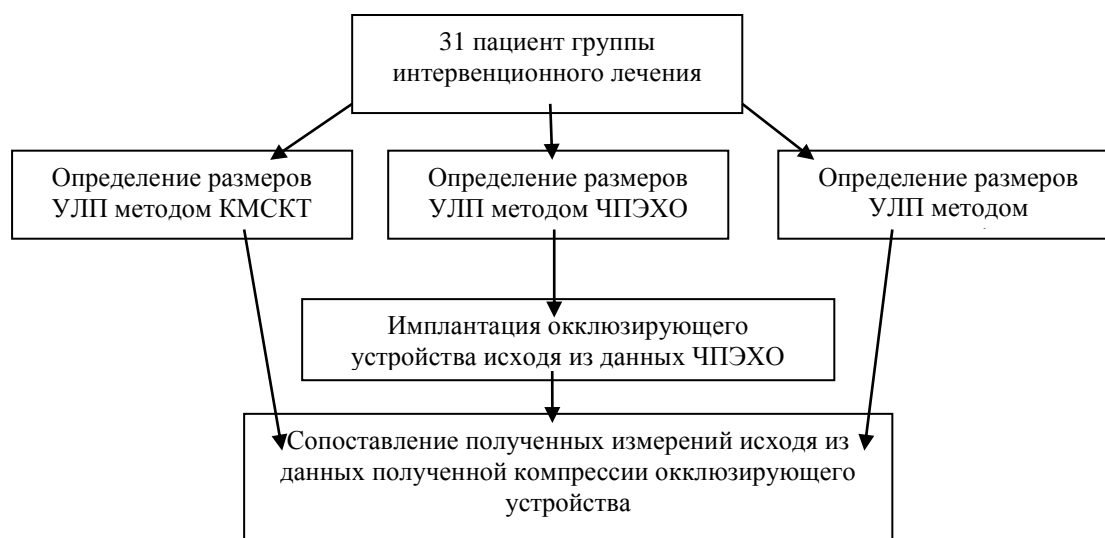 31 пациент группы
интервенционного лечения
Определение размеров
УЛП методом КМСКТ
Определение размеров
УЛП методом ЧПЭХО
Определение размеров
УЛП методом
Имплантация окклюзирующего
устройства исходя из данных ЧПЭХО
Сопоставление полученных измерений исходя из
данных полученной компрессии окклюзирующего
устройства